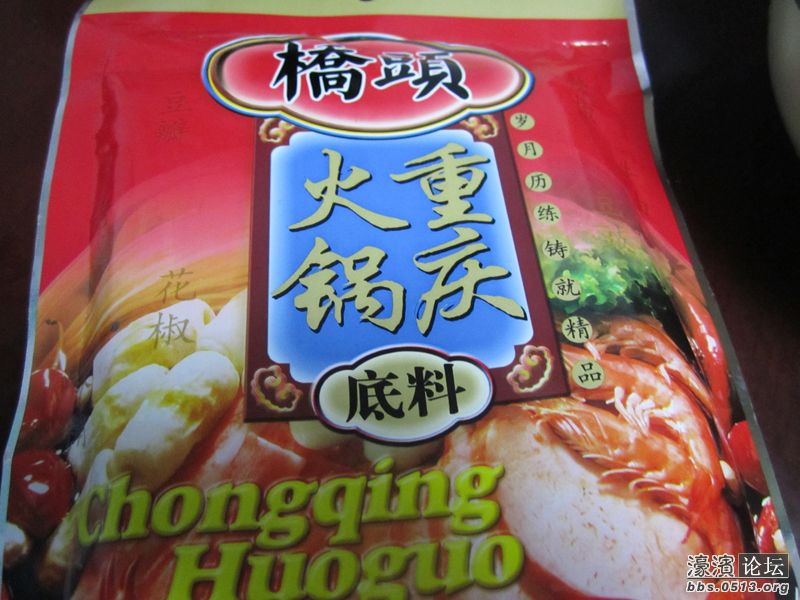 橋頭
重庆
火锅
底料
岁月历练铸就精品
豆瓣
花椒
Chongqing
Huoguo
濠滨论坛
bbs.0513.org